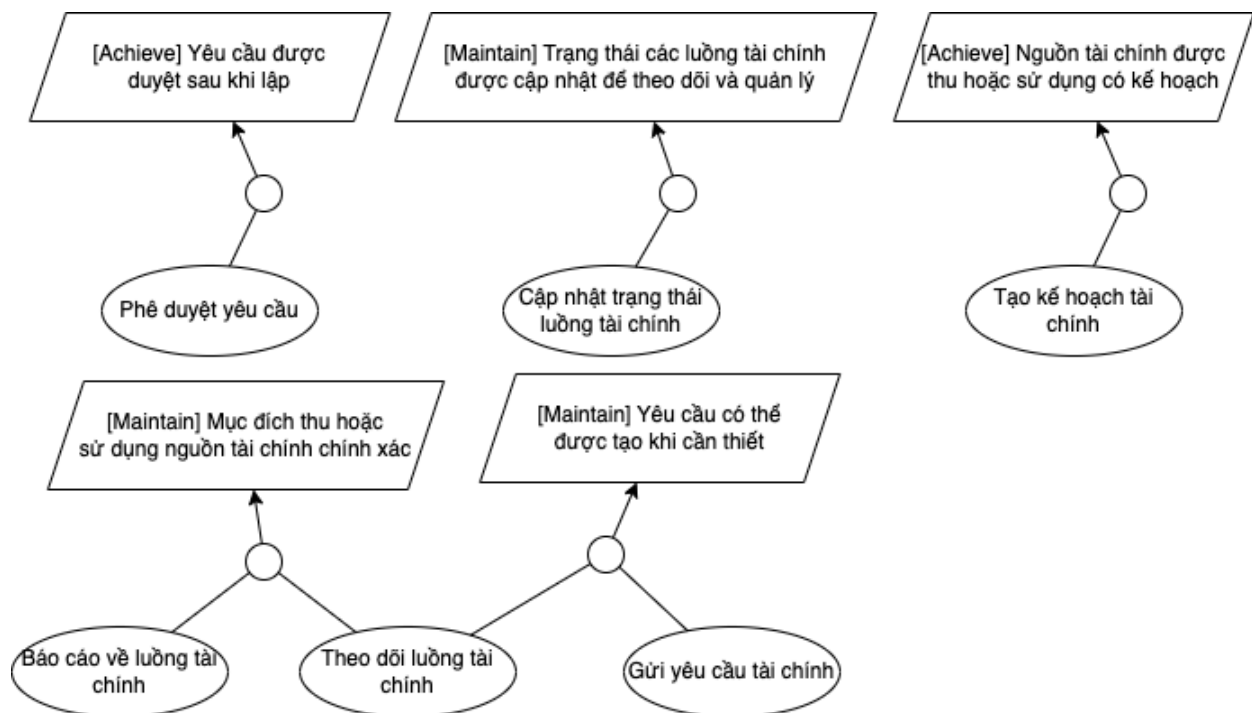 [Achieve] Yêu cầu được
duyệt sau khi lập
[Maintain] Trạng thái các luồng tài chính
được cập nhật để theo dõi và quán lý
[Achieve] Nguồn tài chính được
thu hoặc sử dụng có kế hoạch
Phê duyệt yêu cầu
Cập nhật trạng thái
luồng tài chính
Tạo kế hoạch tài
chính
[Maintain] Mục đích thu hoặc
sử dụng nguồn tài chính chính xác
[Maintain] Yêu cầu có thể
được tạo khi cần thiết
Báo cáo về luồng tài
chính
Theo dõi luồng tài
chính
Gửi yêu cầu tài chính